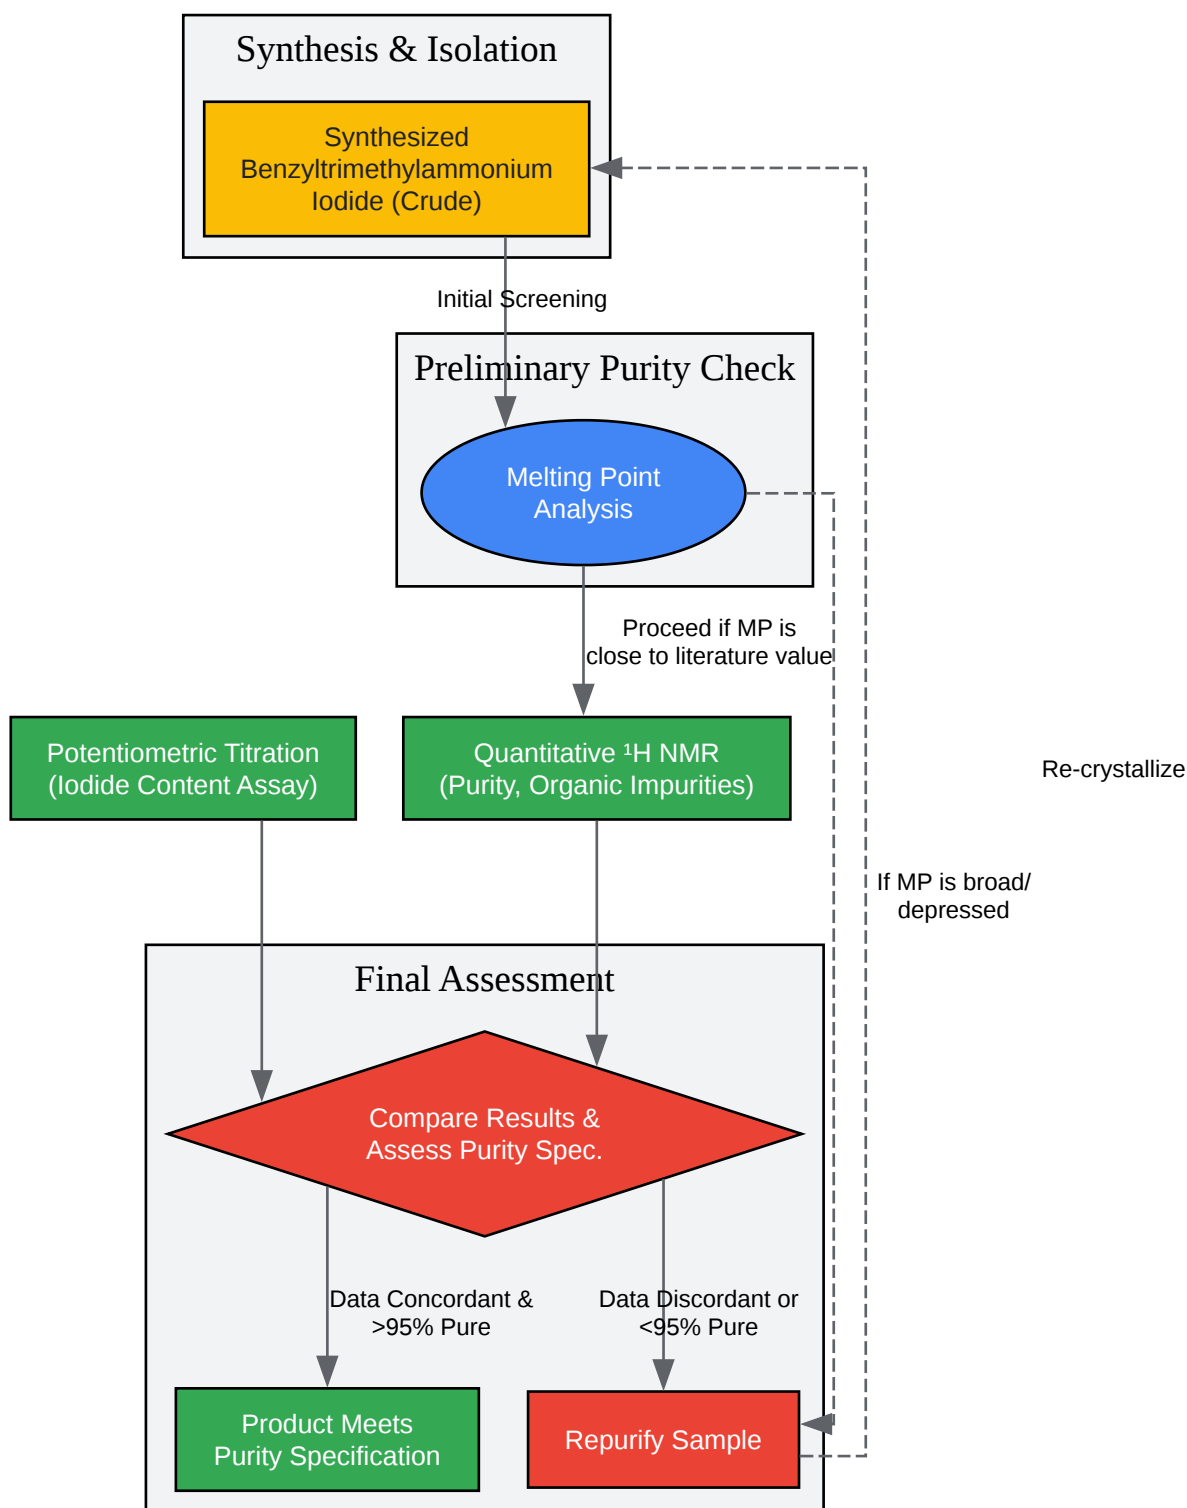 Synthesis & Isolation
Synthesized
Benzyltrimethylammonium
Iodide (Crude)
Initial Screening
Preliminary Purity Check
Melting Point
Analysis
Proceed if MP is
close to literature value
Potentiometric Titration
(Iodide Content Assay)
Quantitative ¹H NMR
(Purity, Organic Impurities)
Re-crystallize
If MP is broad/
depressed
Final Assessment
Compare Results &
Assess Purity Spec.
Data Concordant &
>95% Pure
Data Discordant or
<95% Pure
Product Meets
Purity Specification
Repurify Sample